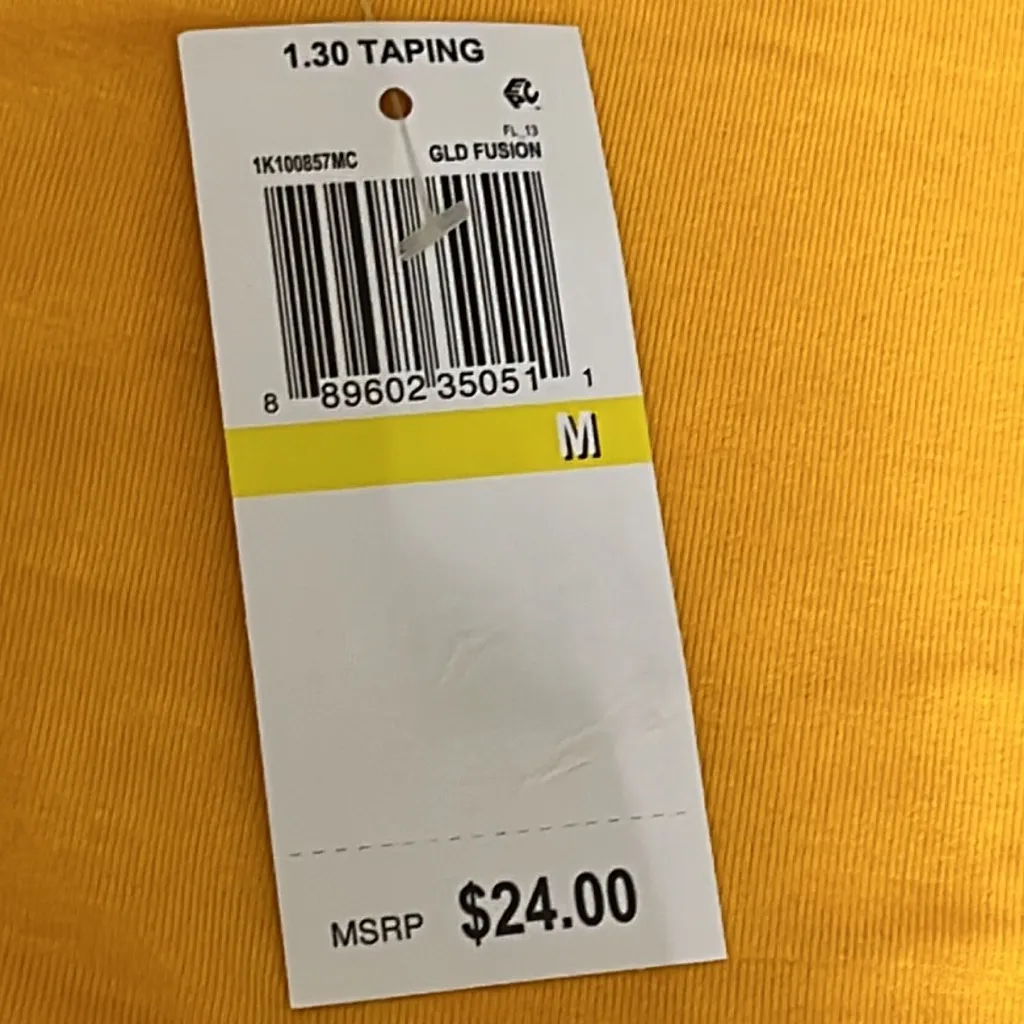 1.30 TAPING
FL_13
1K100857MC GLD FUSION
8 89602 35051 1
M
MSRP $24.00